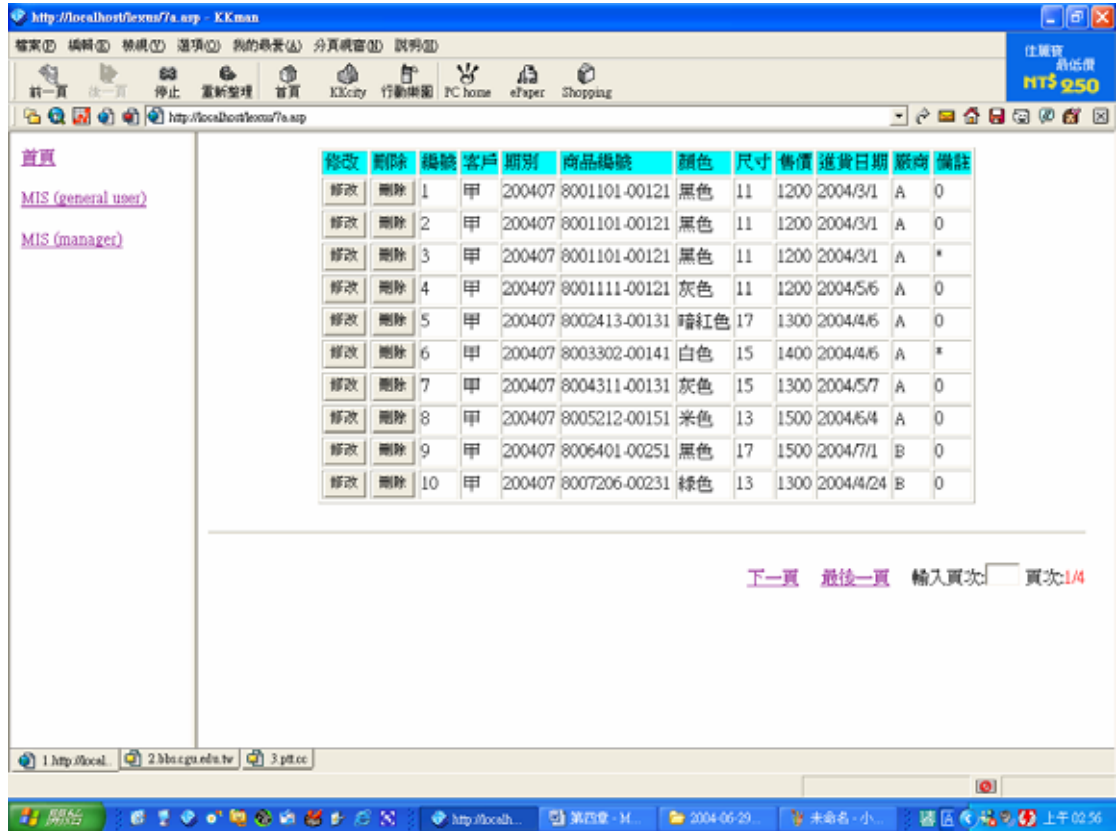 http://localhost/lexus/7a.asp - KKman
檔案(F) 編輯(E) 檢視(V) 選項(O) 我的最愛(A) 分頁視窗(W) 說明(H)
住麗寶
最低價
NT$ 250
前一頁 後一頁 停止 重新整理 首頁 KKcity 行動樂園 PC home ePaper Shopping
http://localhost/lexus/7a.asp
首頁
MIS (general user)
MIS (manager)
修改 刪除 編號 客戶 期別 商品編號 顏色 尺寸 售價 進貨日期 廠商 備註
修改 刪除 1 甲 200407 8001101-00121 黑色 11 1200 2004/3/1 A 0
修改 刪除 2 甲 200407 8001101-00121 黑色 11 1200 2004/3/1 A 0
修改 刪除 3 甲 200407 8001101-00121 黑色 11 1200 2004/3/1 A *
修改 刪除 4 甲 200407 8001111-00121 灰色 11 1200 2004/5/6 A 0
修改 刪除 5 甲 200407 8002413-00131 暗紅色 17 1300 2004/4/6 A 0
修改 刪除 6 甲 200407 8003302-00141 白色 15 1400 2004/4/6 A *
修改 刪除 7 甲 200407 8004311-00131 灰色 15 1300 2004/5/7 A 0
修改 刪除 8 甲 200407 8005212-00151 米色 13 1500 2004/6/4 A 0
修改 刪除 9 甲 200407 8006401-00251 黑色 17 1500 2004/7/1 B 0
修改 刪除 10 甲 200407 8007206-00231 綠色 13 1300 2004/4/24 B 0
下一頁 最後一頁 輸入頁次: 頁次:1/4
1.http://local.. 2.bbs.cgu.edu.tw 3.ptt.cc
開始 http://localh... 第四章 - M... 2004-06-29... 未命名 - 小... 上午 02:56